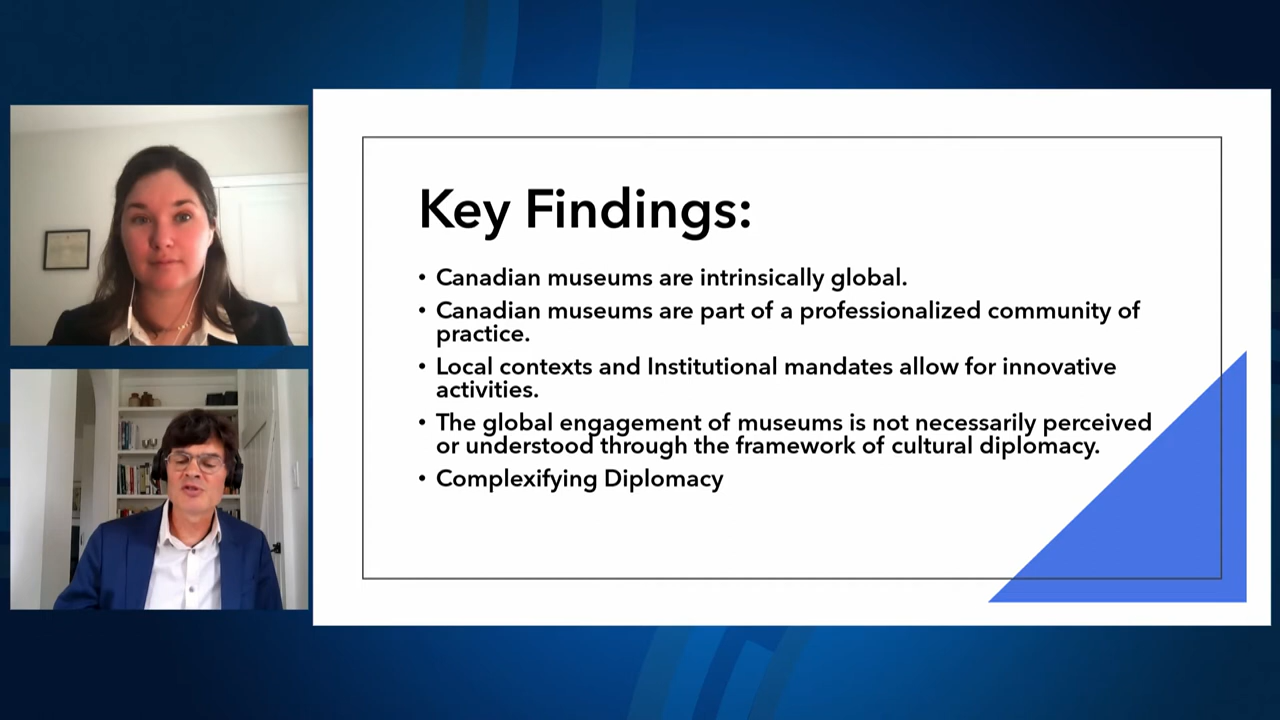 Key Findings:
• Canadian museums are intrinsically global.
• Canadian museums are part of a professionalized community of
practice.
• Local contexts and Institutional mandates allow for innovative
activities.
• The global engagement of museums is not necessarily perceived
or understood through the framework of cultural diplomacy.
• Complexifying Diplomacy